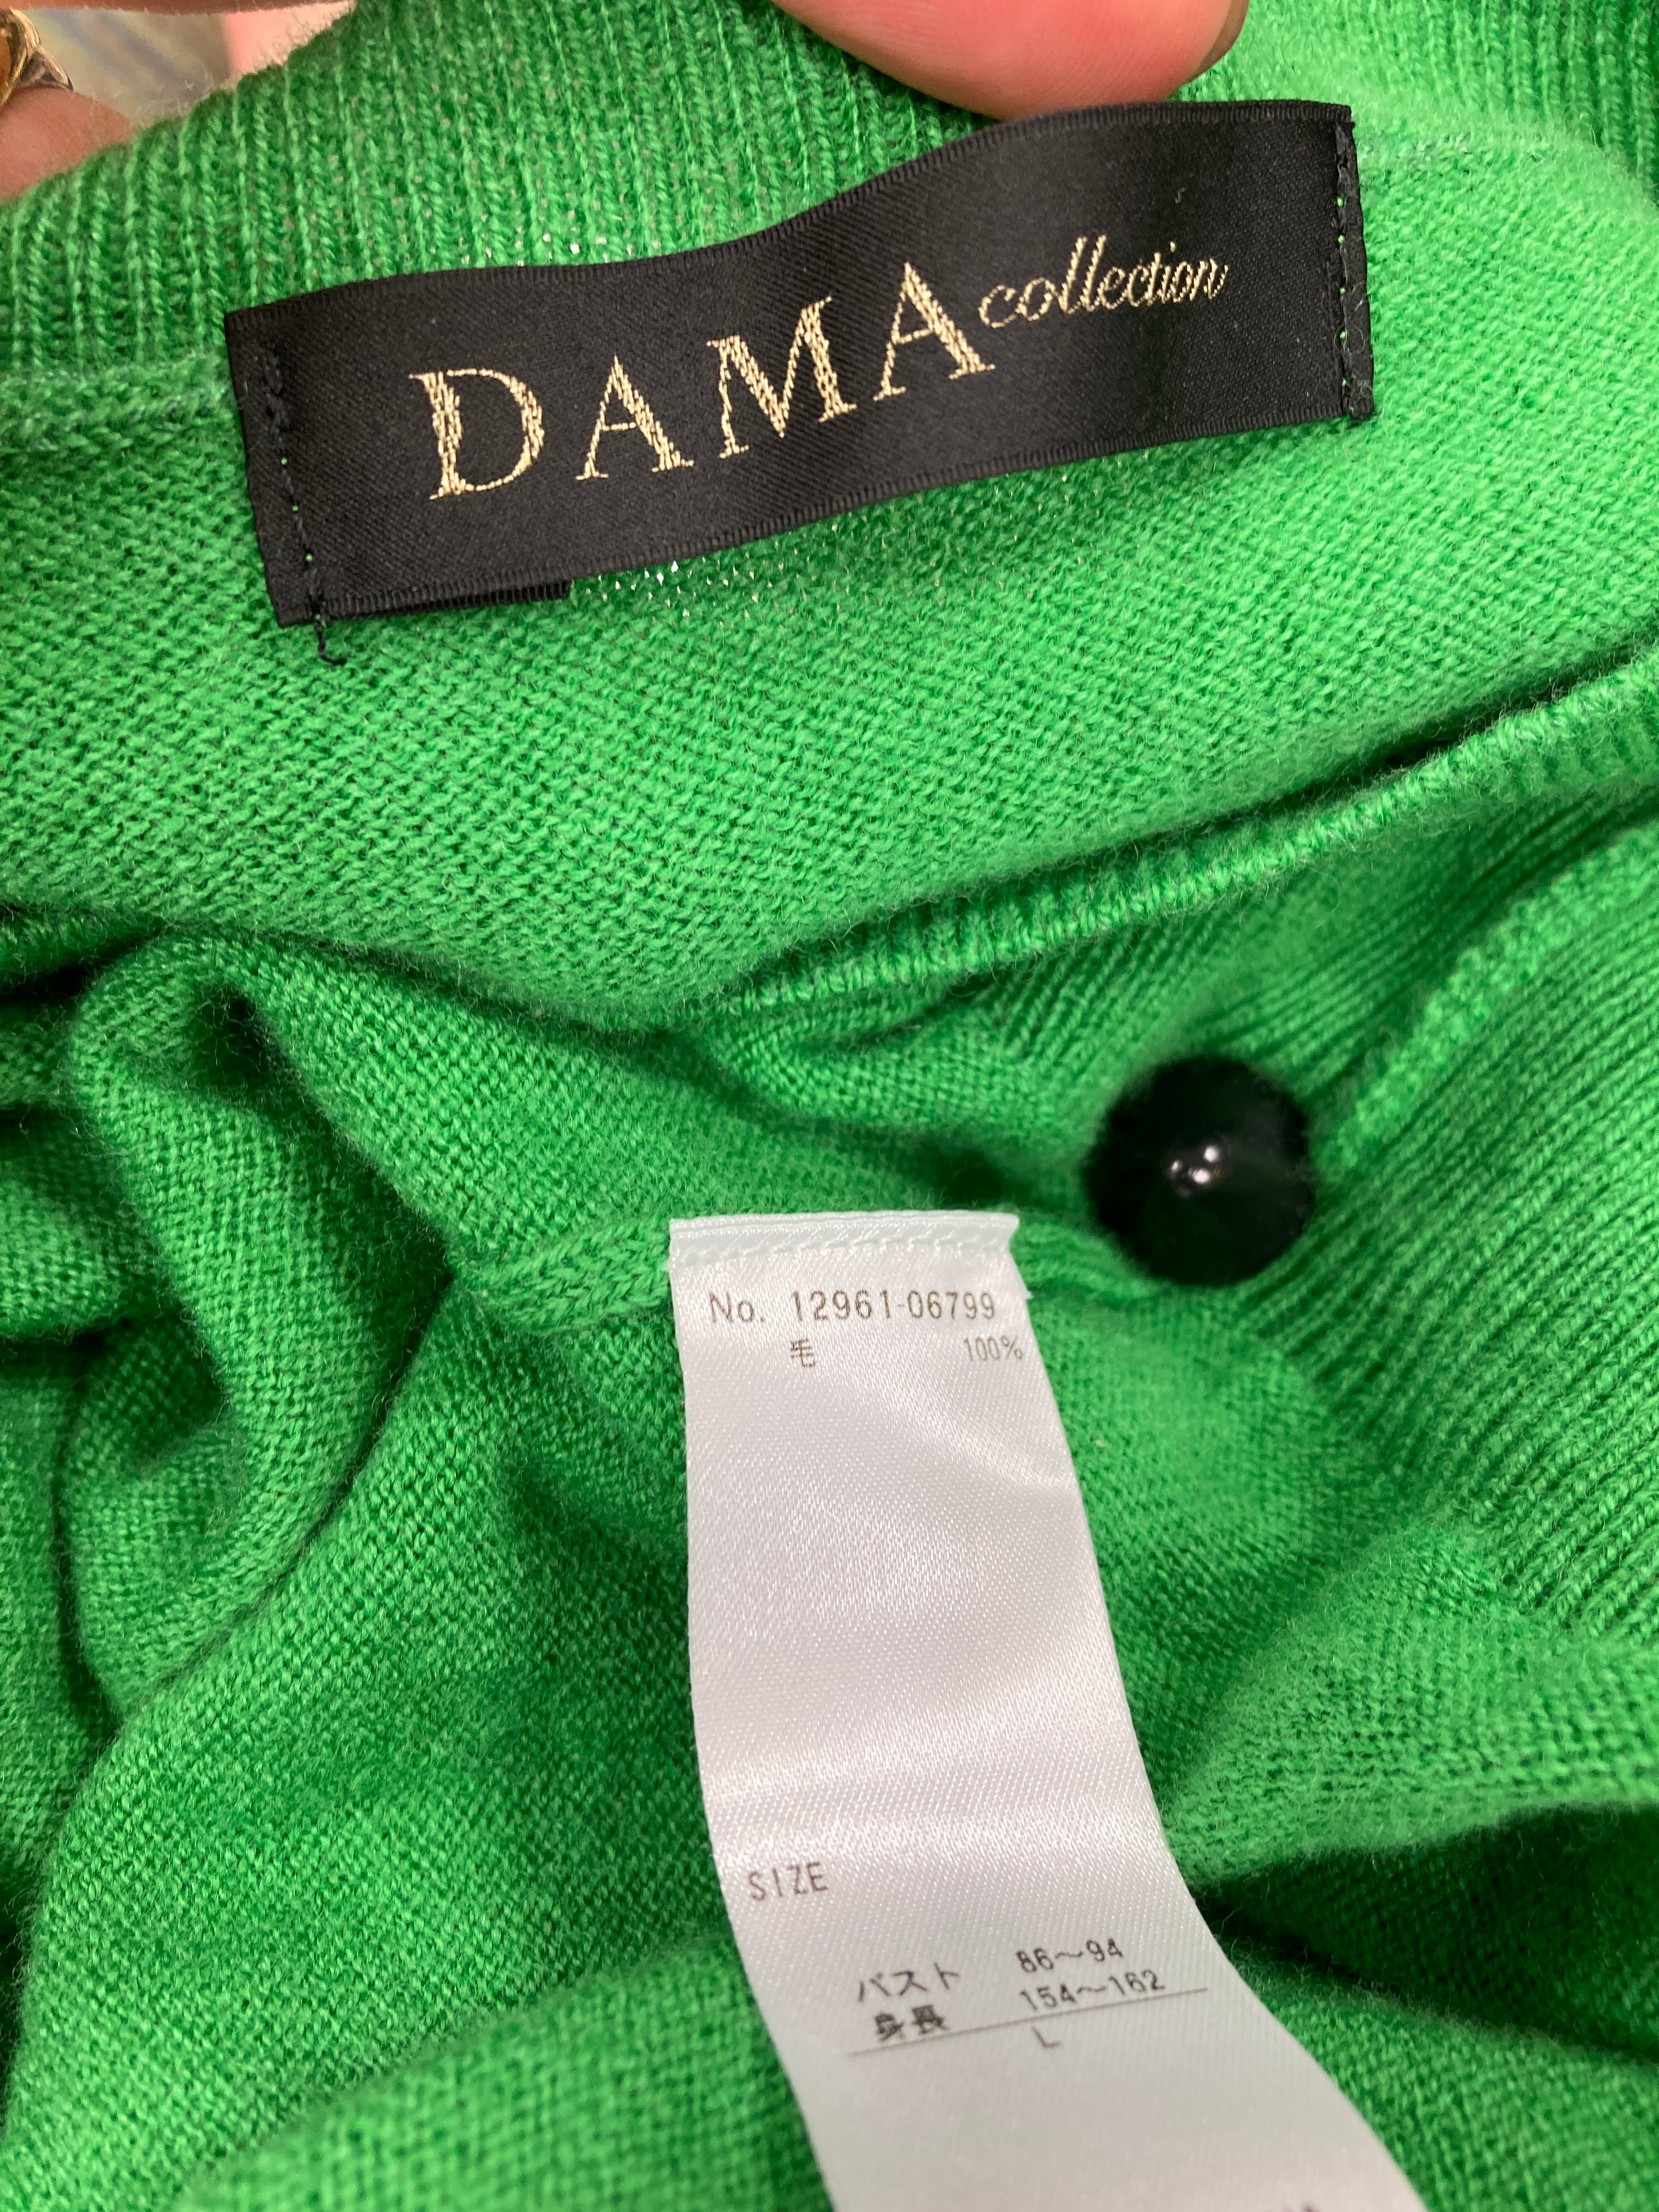 DAMA collection
No. 12961-06799
毛 100%
SIZE
バスト 86～94
身長 154～162
L